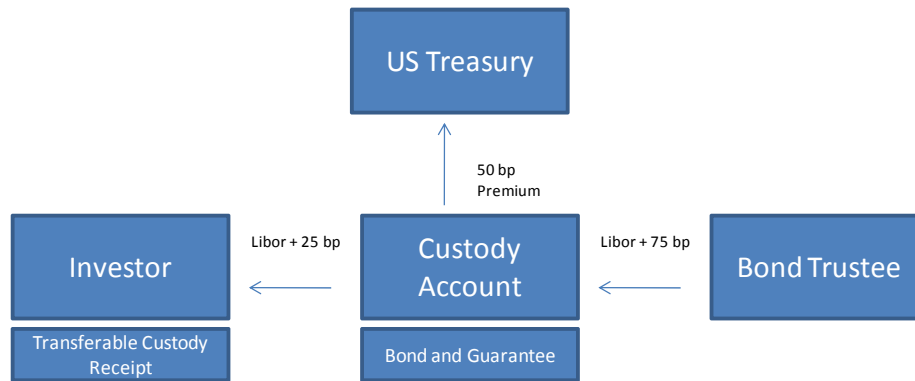 US Treasury
50 bp
Premium
Libor + 25 bp
Libor + 75 bp
Investor
Custody
Account
Bond Trustee
Transferable Custody
Receipt
Bond and Guarantee